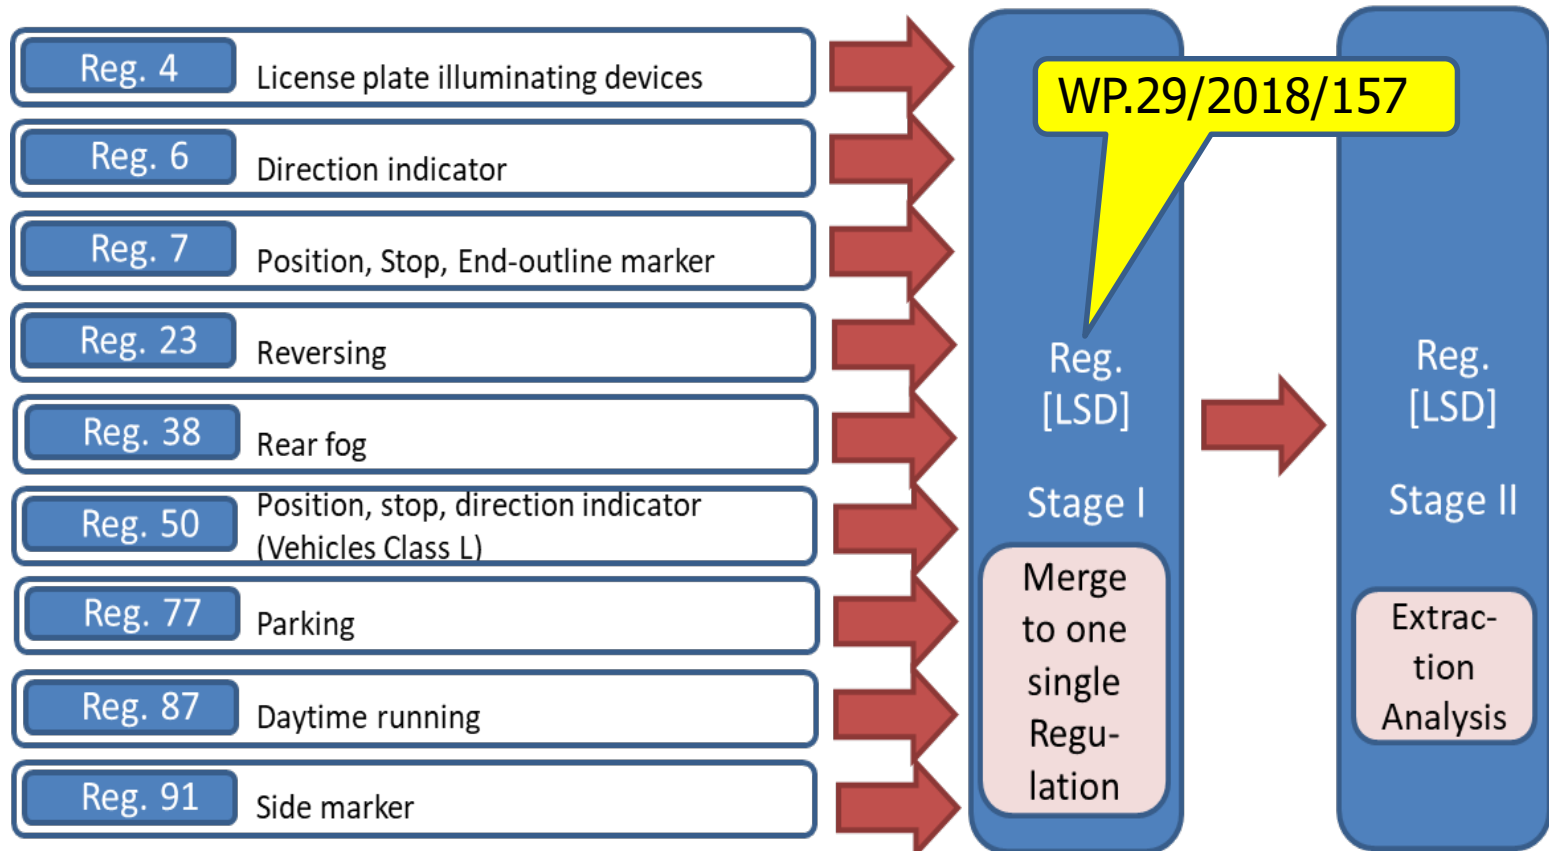 Reg. 4
License plate illuminating devices
Reg. 6
Direction indicator
Reg. 7
Position, Stop, End-outline marker
Reg. 23
Reversing
Reg. 38
Rear fog
Reg. 50
Position, stop, direction indicator
(Vehicles Class L)
Reg. 77
Parking
Reg. 87
Daytime running
Reg. 91
Side marker
WP.29/2018/157
Reg.
[LSD]
Stage I
Merge
to one
single
Regu-
lation
Reg.
[LSD]
Stage II
Extrac-
tion
Analysis